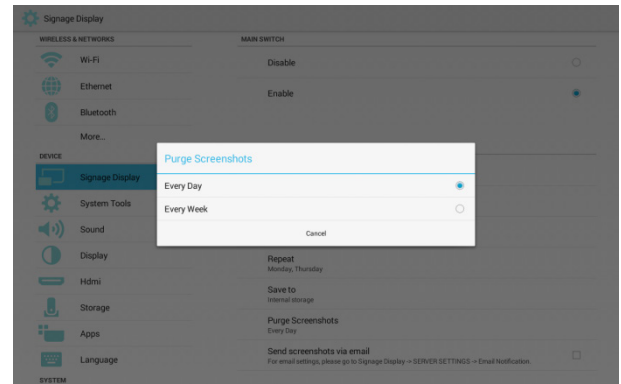 Signage Display
WIRELESS & NETWORKS
Wi-Fi
Ethernet
Bluetooth
More...
DEVICE
Signage Display
System Tools
Sound
Display
Hdmi
Storage
Apps
Language
SYSTEM
MAIN SWITCH
Disable
Enable
Purge Screenshots
Every Day
Every Week
Cancel
Repeat
Monday, Thursday
Save to
Internal storage
Purge Screenshots
Every Day
Send screenshots via email
For email settings, please go to Signage Display -> SERVER SETTINGS -> Email Notification.